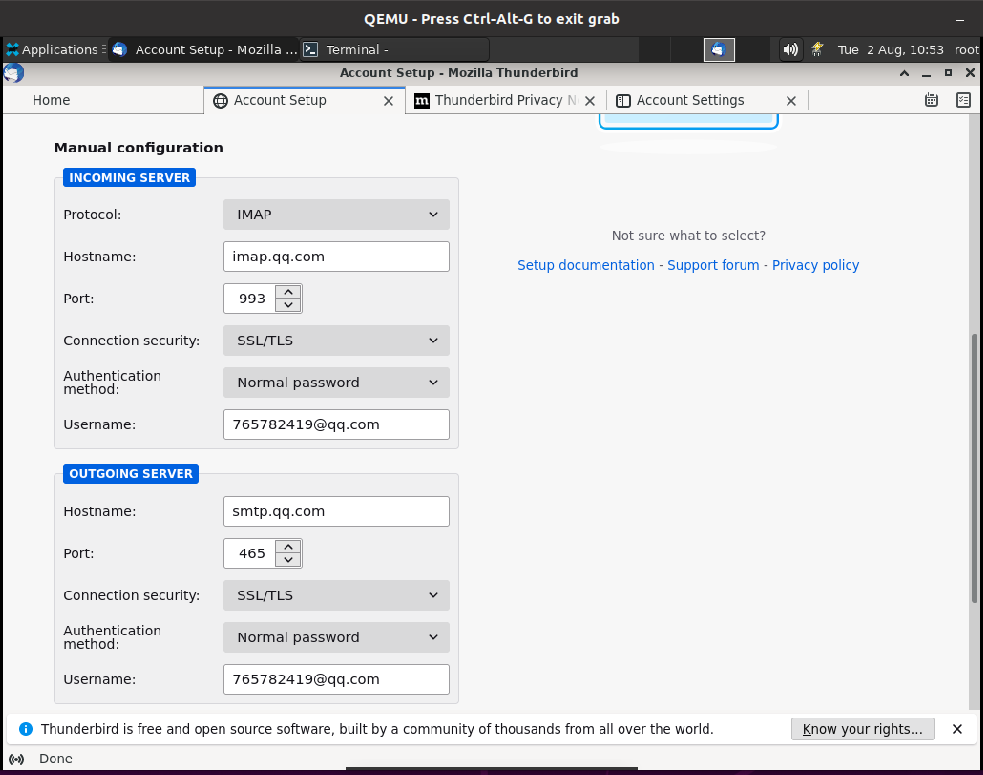 QEMU - Press Ctrl-Alt-G to exit grab
Applications Account Setup - Mozilla ... Terminal - Tue 2 Aug, 10:53 root
Account Setup - Mozilla Thunderbird
Home Account Setup Thunderbird Privacy N Account Settings
Manual configuration
INCOMING SERVER
Protocol: IMAP
Hostname: imap.qq.com
Port: 993
Connection security: SSL/TLS
Authentication
method: Normal password
Username: 765782419@qq.com
Not sure what to select?
Setup documentation - Support forum - Privacy policy
OUTGOING SERVER
Hostname: smtp.qq.com
Port: 465
Connection security: SSL/TLS
Authentication
method: Normal password
Username: 765782419@qq.com
Thunderbird is free and open source software, built by a community of thousands from all over the world. Know your rights...
Done